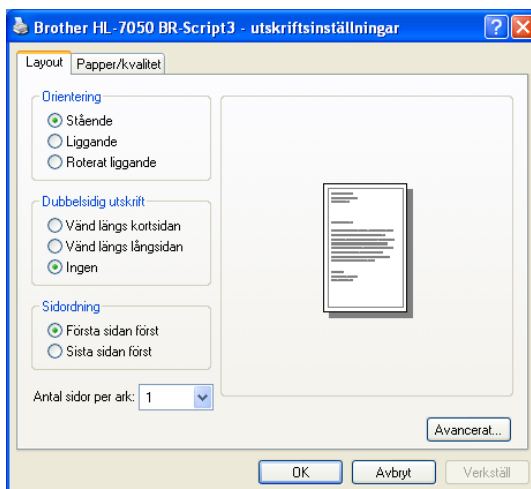 Brother HL-7050 BR-Script3 - utskriftsinställningar
Layout
Papper/kvalitet
Orientering
Stående
Liggande
Roterat liggande
Dubbelsidig utskrift
Vänd längs kortsidan
Vänd längs långsidan
Ingen
Sidordning
Första sidan först
Sista sidan först
Antal sidor per ark: 1
Avancerat...
OK
Avbryt
Verkställ